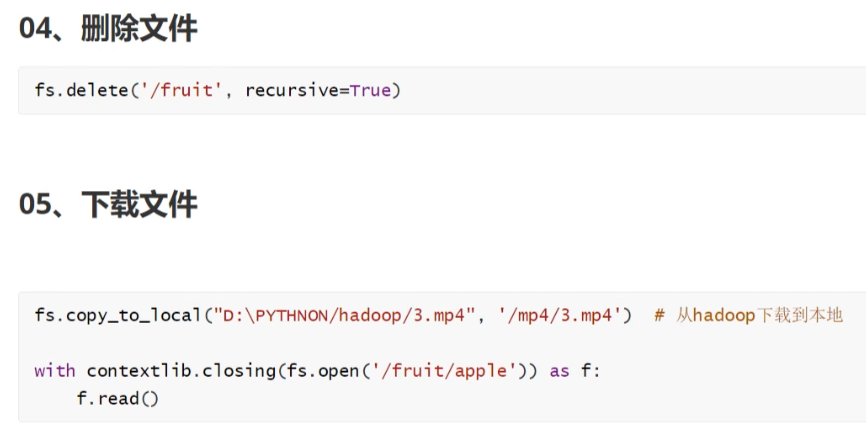 04、删除文件
fs.delete('/fruit', recursive=True)
05、下载文件
fs.copy_to_local("D:\PYTHNON/hadoop/3.mp4", '/mp4/3.mp4')  # 从hadoop下载到本地
with contextlib.closing(fs.open('/fruit/apple')) as f:
    f.read()